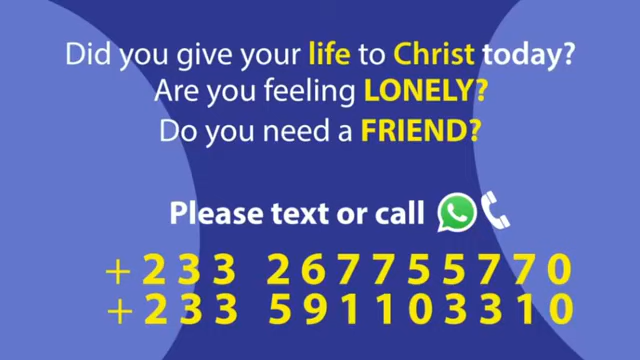 Did you give your life to Christ today?
Are you feeling LONELY?
Do you need a FRIEND?
Please text or call
+233 267755770
+233 591103310